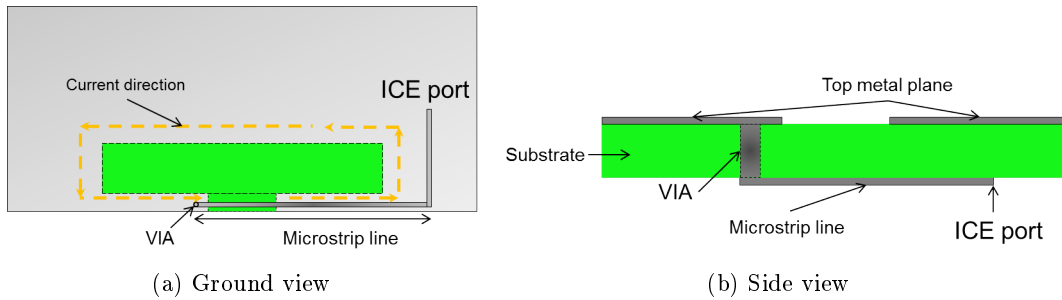 Current direction
ICE port
VIA
Microstrip line
(a) Ground view
Top metal plane
Substrate
VIA
Microstrip line
ICE port
(b) Side view